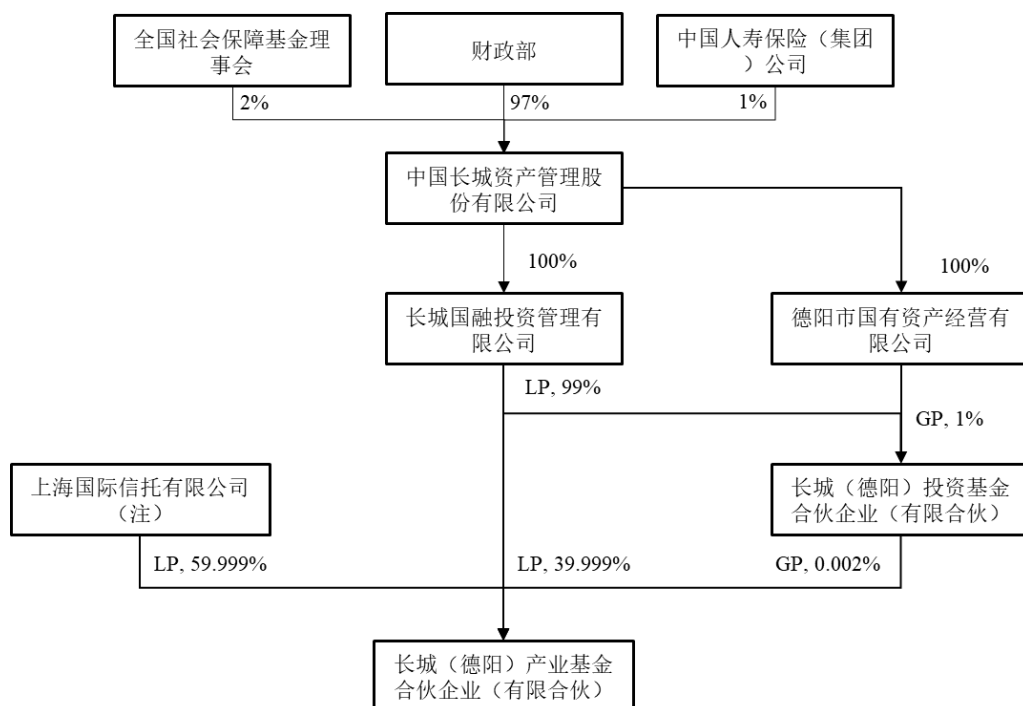 全国社会保障基金理
事会
财政部
中国人寿保险（集团
）公司
2%
97%
1%
中国长城资产管理股
份有限公司
100%
100%
长城国融投资管理有
限公司
德阳市国有资产经营有
限公司
LP, 99%
GP, 1%
上海国际信托有限公司
（注）
长城（德阳）投资基金
合伙企业（有限合伙）
LP, 59.999%
LP, 39.999%
GP, 0.002%
长城（德阳）产业基金
合伙企业（有限合伙）